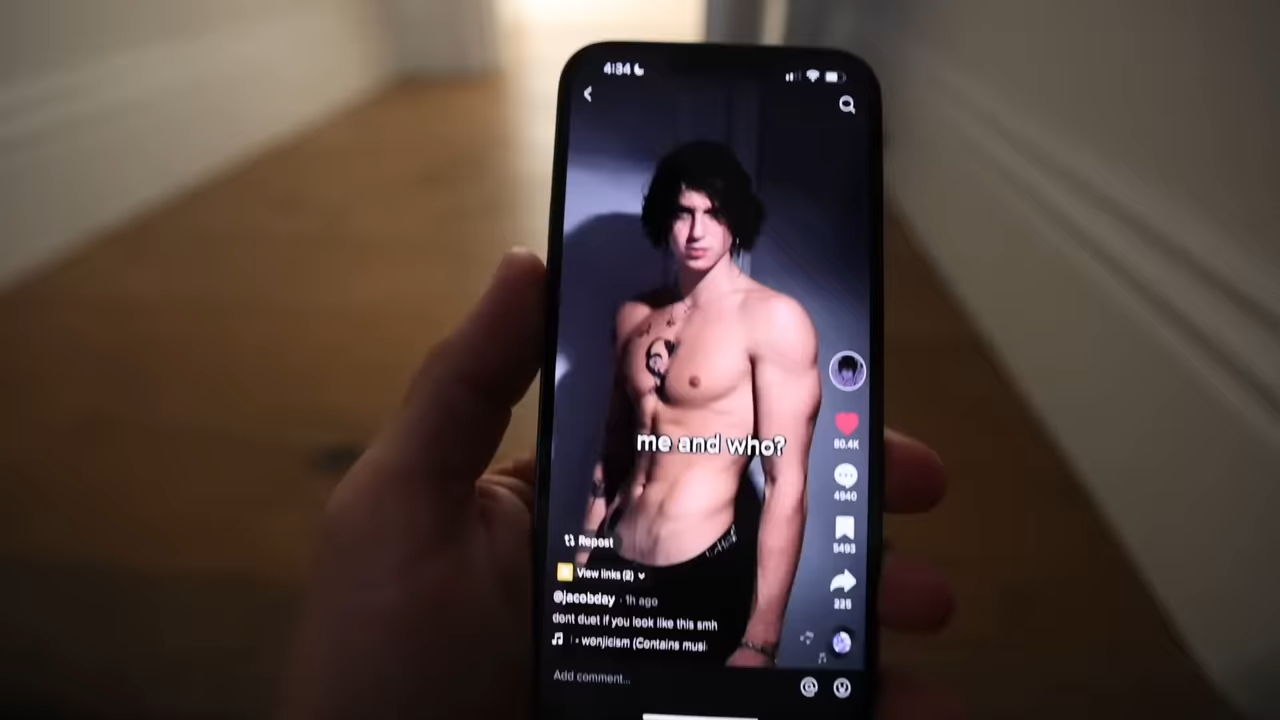 4:34
me and who?
80.4K
4940
5493
225
Repost
View links (2)
@jacobday · 1h ago
dont duet if you look like this smh
wonjicism (Contains musi
Add comment...